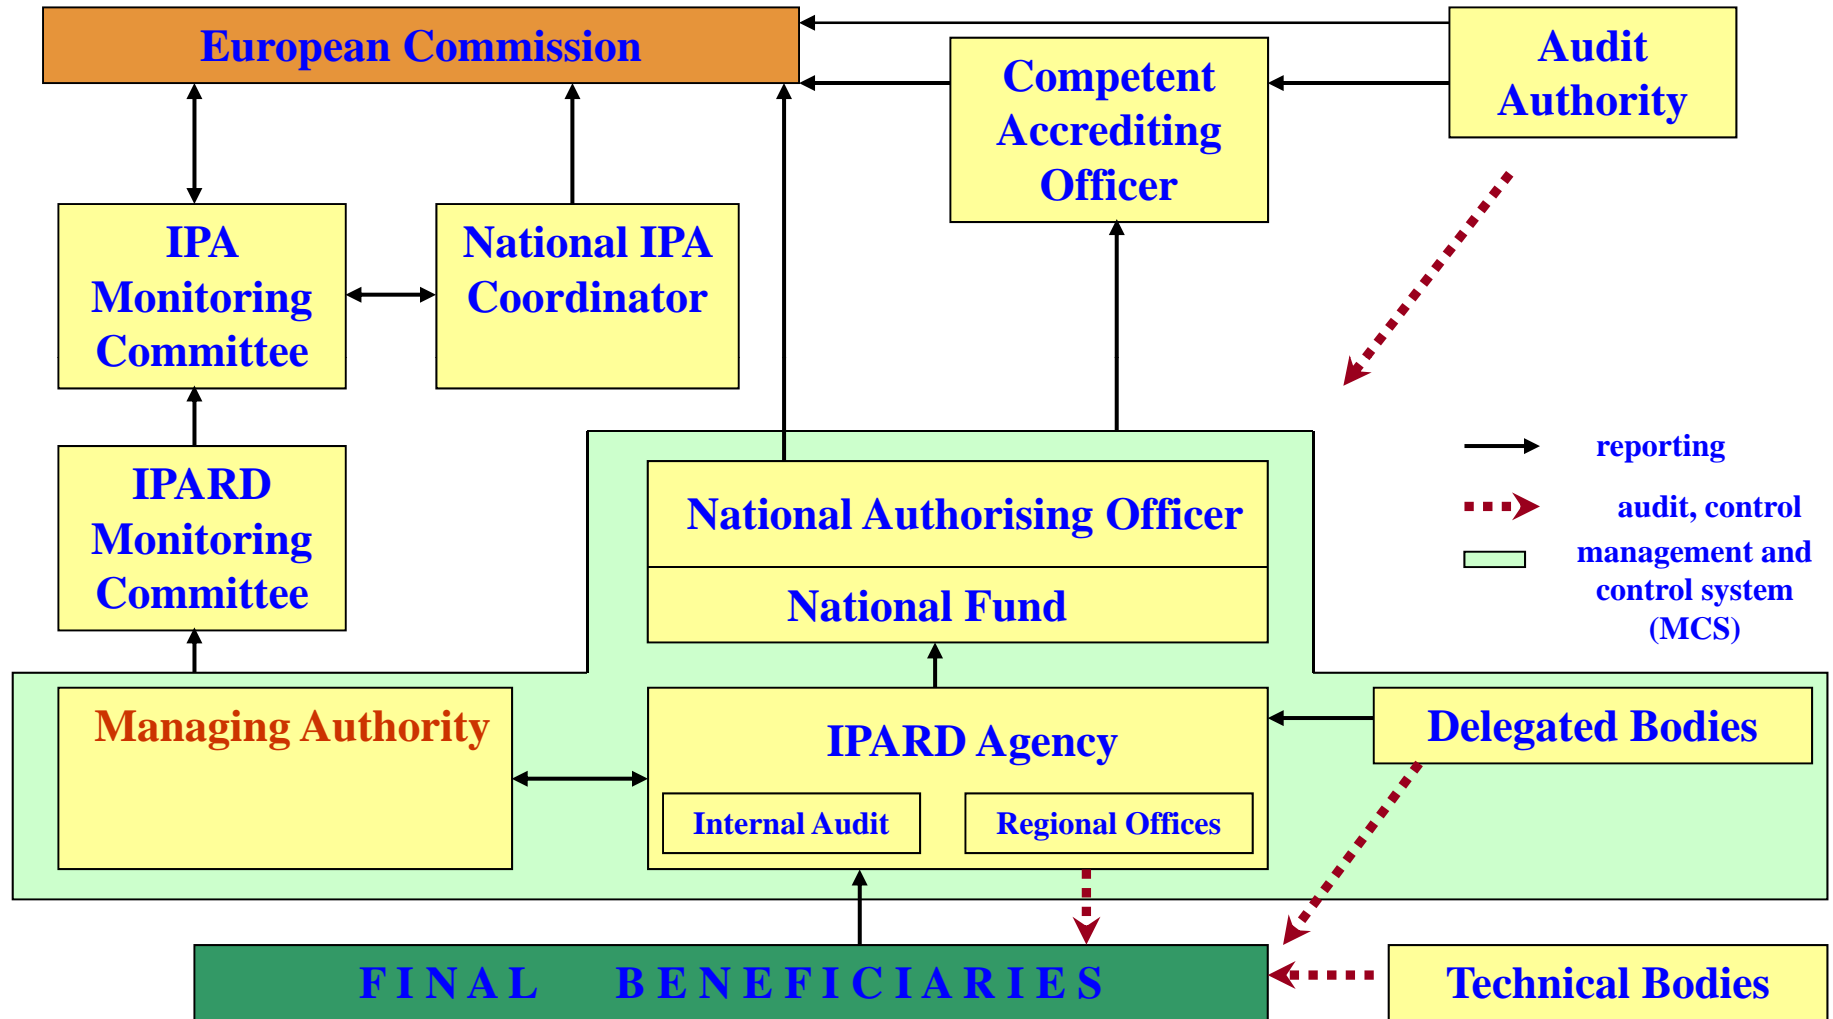 European Commission
Audit
Authority
Competent
Accrediting
Officer
IPA
Monitoring
Committee
National IPA
Coordinator
IPARD
Monitoring
Committee
reporting
audit, control
management and
control system
(MCS)
National Authorising Officer
National Fund
Managing Authority
IPARD Agency
Internal Audit
Regional Offices
Delegated Bodies
FINAL BENEFICIARIES
Technical Bodies